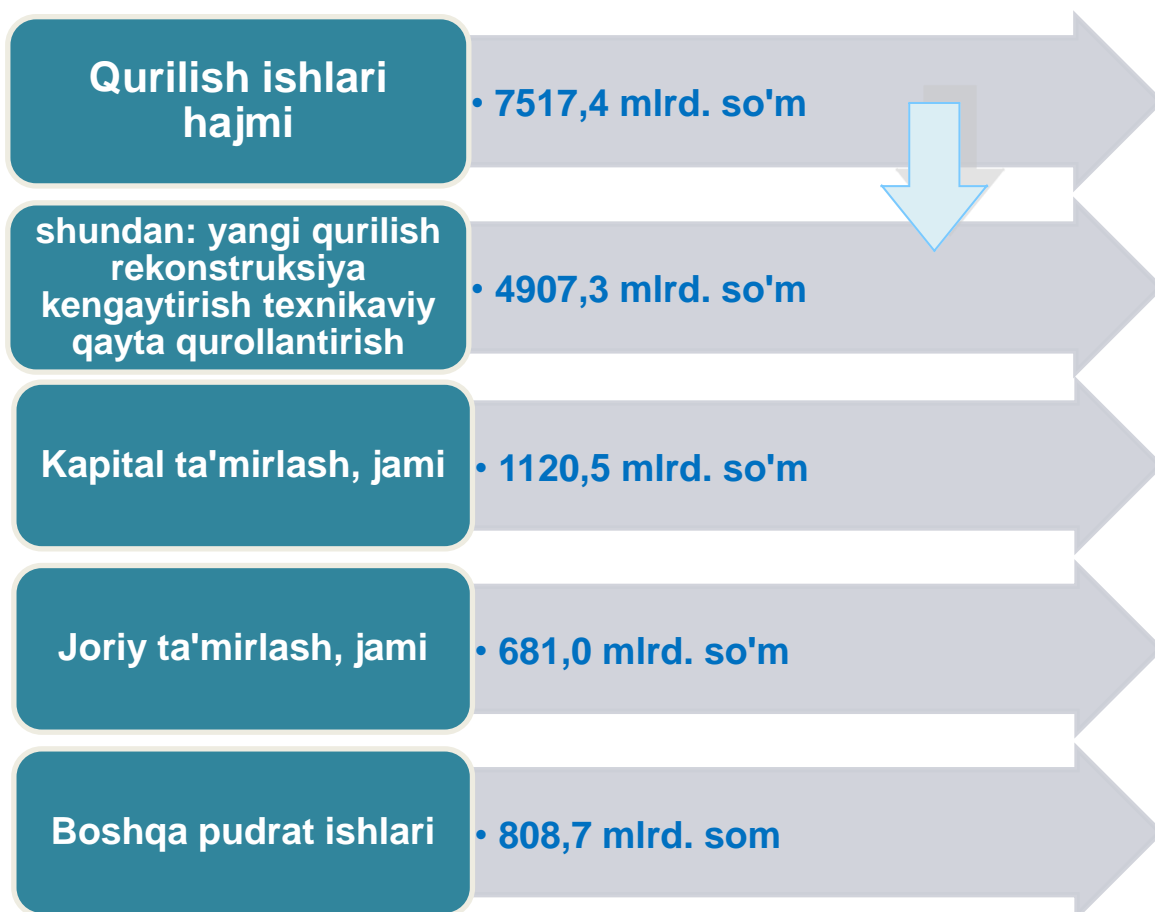 Qurilish ishlari
hajmi
• 7517,4 mlrd. so'm
shundan: yangi qurilish
rekonstruksiya
kengaytirish texnikaviy
qayta qurollantirish
• 4907,3 mlrd. so'm
Kapital ta'mirlash, jami
• 1120,5 mlrd. so'm
Joriy ta'mirlash, jami
• 681,0 mlrd. so'm
Boshqa pudrat ishlari
• 808,7 mlrd. som